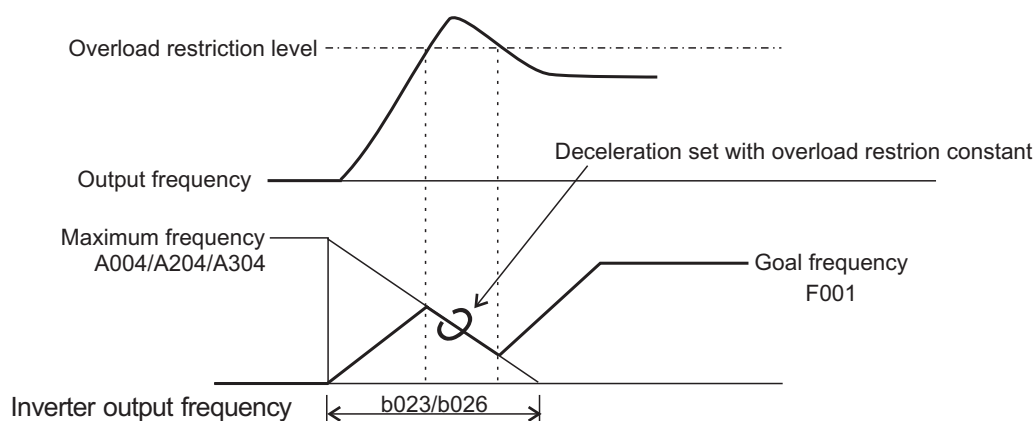 Overload restriction level
Deceleration set with overload restrion constant
Output frequency
Maximum frequency
A004/A204/A304
Goal frequency
F001
b023/b026
Inverter output frequency